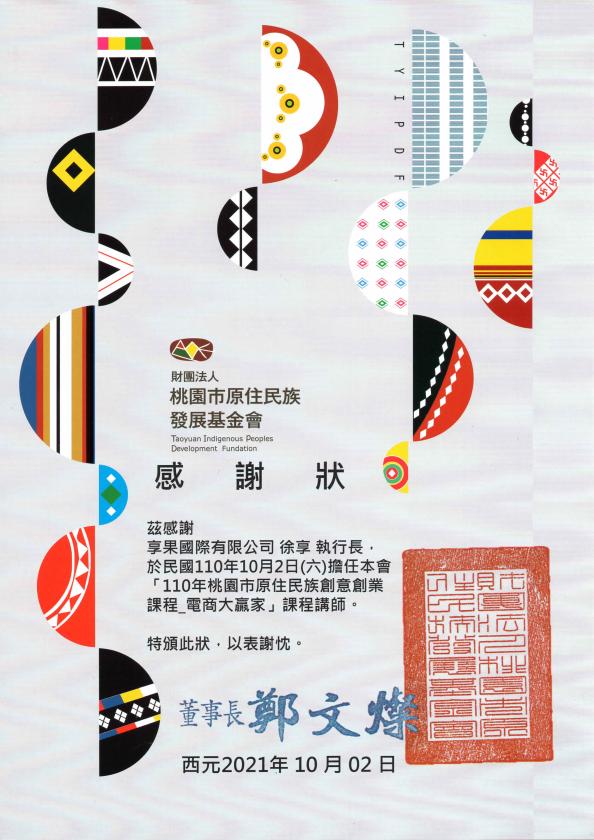 TYIPDF
財團法人
桃園市原住民族
發展基金會
Taoyuan Indigenous Peoples
Development Fundation
感謝狀
茲感謝
享果國際有限公司 徐享 執行長，
於民國110年10月2日(六)擔任本會
「110年桃園市原住民族創意創業
課程_電商大贏家」課程講師。
特頒此狀，以表謝忱。
董事長 鄭文燦
西元2021年 10 月 02 日